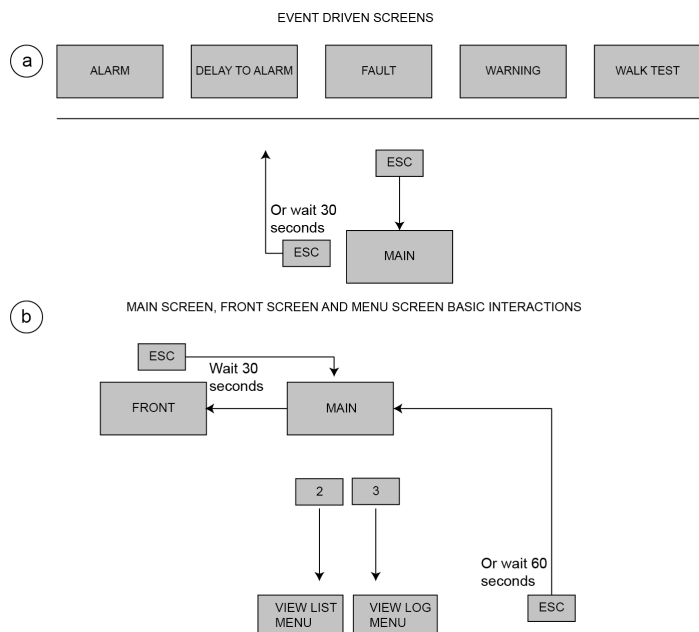 EVENT DRIVEN SCREENS
a
ALARM
DELAY TO ALARM
FAULT
WARNING
WALK TEST
ESC
Or wait 30
seconds
ESC
MAIN
b
MAIN SCREEN, FRONT SCREEN AND MENU SCREEN BASIC INTERACTIONS
ESC
Wait 30
seconds
FRONT
MAIN
2
3
Or wait 60
seconds
VIEW LIST
MENU
VIEW LOG
MENU
ESC